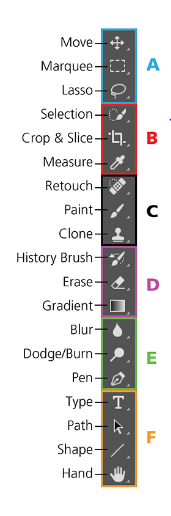 Move
Marquee
Lasso
A
Selection
Crop & Slice
Measure
B
Retouch
Paint
Clone
C
History Brush
Erase
Gradient
D
Blur
Dodge/Burn
Pen
E
Type
T
Path
Shape
Hand
F